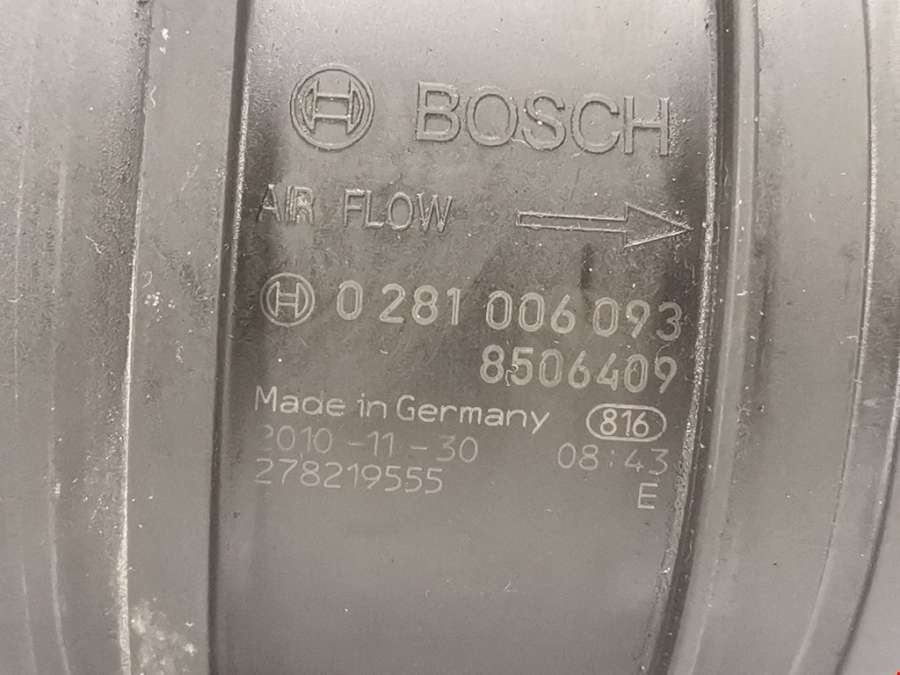 BOSCH
AIR FLOW
0 281 006 093
8506409
Made in Germany 816
2010-11-30 08:43
278219555 E